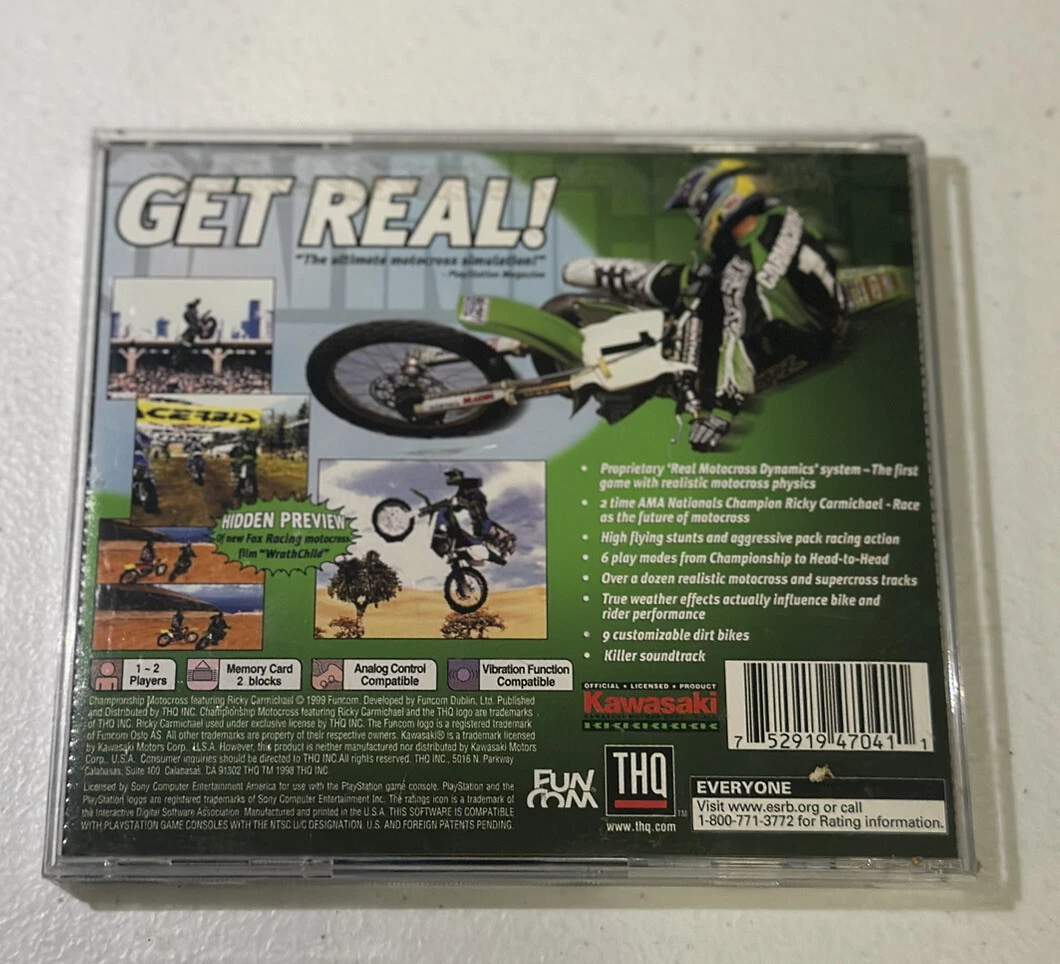 GET REAL!
"The ultimate motocross simulation!"
- PlayStation Magazine
CARMICHAEL
1
1
CERBIS
HIDDEN PREVIEW
Of new Fox Racing motocross
film "WrathChild"
• Proprietary 'Real Motocross Dynamics' system – The first
game with realistic motocross physics
• 2 time AMA Nationals Champion Ricky Carmichael - Race
as the future of motocross
• High flying stunts and aggressive pack racing action
• 6 play modes from Championship to Head-to-Head
• Over a dozen realistic motocross and supercross tracks
• True weather effects actually influence bike and
rider performance
• 9 customizable dirt bikes
• Killer soundtrack
1 - 2
Players
Memory Card
2 blocks
Analog Control
Compatible
Vibration Function
Compatible
Championship Motocross featuring Ricky Carmichael © 1999 Funcom. Developed by Funcom Dublin, Ltd. Published
and Distributed by THQ INC. Championship Motocross featuring Ricky Carmichael and the THQ logo are trademarks
of THQ INC. Ricky Carmichael used under exclusive license by THQ INC. The Funcom logo is a registered trademark
of Funcom Oslo AS. All other trademarks are property of their respective owners. Kawasaki® is a trademark licensed
by Kawasaki Motors Corp., U.S.A. However, this product is neither manufactured nor distributed by Kawasaki Motors
Corp., U.S.A. Consumer inquiries should be directed to THQ INC. All rights reserved. THQ INC., 5016 N. Parkway
Calabasas, Suite 100, Calabasas, CA 91302 THQ TM 1998 THQ INC.
Licensed by Sony Computer Entertainment America for use with the PlayStation game console. PlayStation and the
PlayStation logos are registered trademarks of Sony Computer Entertainment Inc. The ratings icon is a trademark of
the Interactive Digital Software Association. Manufactured and printed in the U.S.A. THIS SOFTWARE IS COMPATIBLE
WITH PLAYSTATION GAME CONSOLES WITH THE NTSC U/C DESIGNATION. U.S. AND FOREIGN PATENTS PENDING.
OFFICIAL • LICENSED • PRODUCT
Kawasaki
7 52919 47041 1
FUN
COM
THQ
TM
www.thq.com
EVERYONE
Visit www.esrb.org or call
1-800-771-3772 for Rating information.